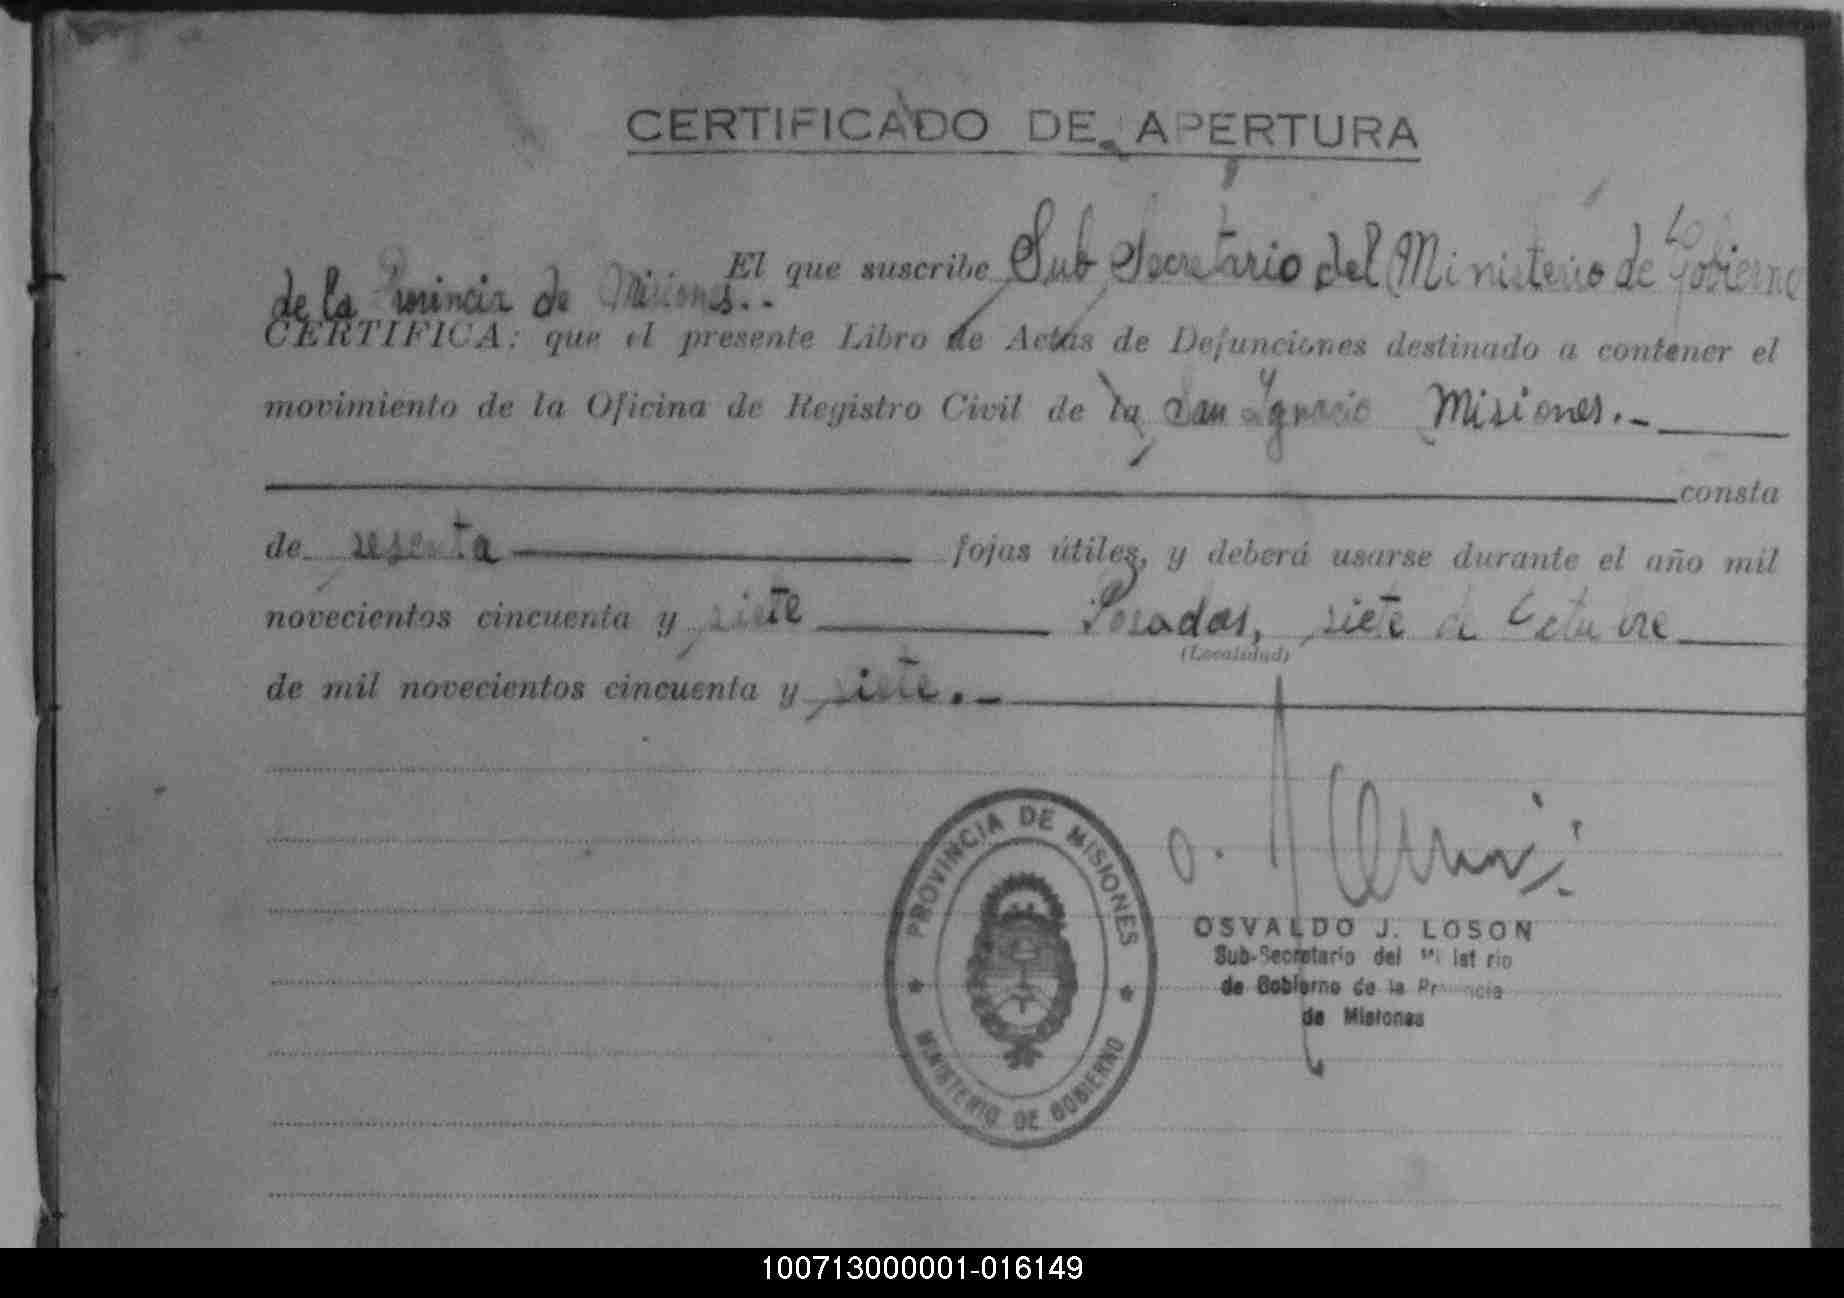 CERTIFICADO DE APERTURA
El que suscribe Sub Secretario del Ministerio de Gobierno
de la Provincia de Misiones..
CERTIFICA: que el presente Libro de Actas de Defunciones destinado a contener el
movimiento de la Oficina de Registro Civil de la San Ignacio Misiones.-
consta
de sesenta fojas útiles, y deberá usarse durante el año mil
novecientos cincuenta y siete Posadas, siete de Octubre
(Localidad)
de mil novecientos cincuenta y siete.-
PROVINCIA DE MISIONES
MINISTERIO DE GOBIERNO
OSVALDO J. LOSON
Sub-Secretario del Ministerio
de Gobierno de la Provincia
de Misiones
100713000001-016149